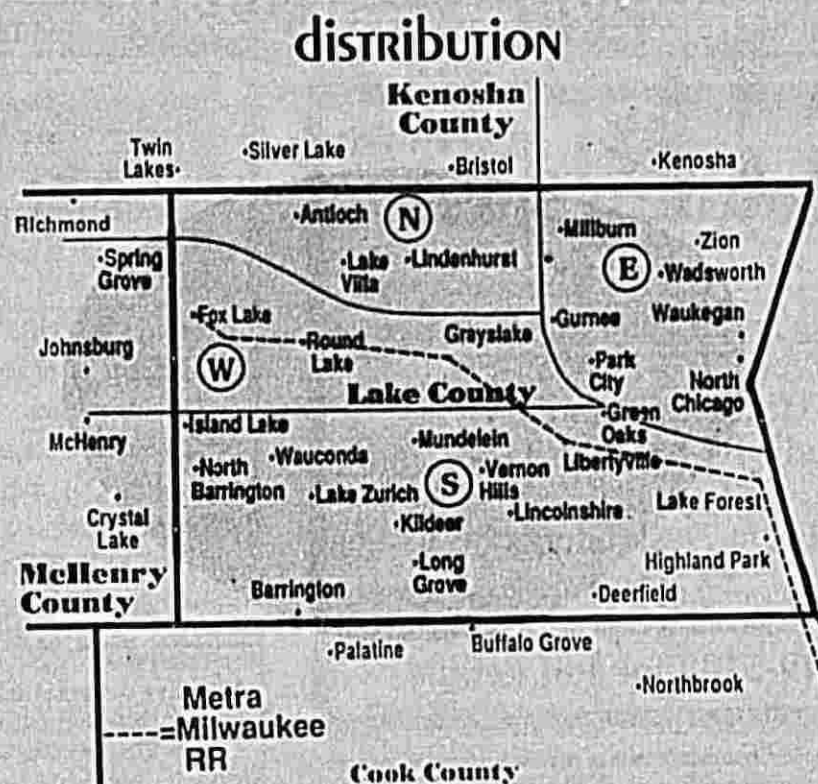 distribution
Kenosha
County
Twin
Lakes
Silver Lake
Bristol
Kenosha
Richmond
Antioch
N
Millburn
Zion
Spring
Grove
Lake
Villa
Lindenhurst
E
Wadsworth
Fox Lake
Round
Lake
Grayslake
Gurnee
Waukegan
Johnsburg
W
Park
City
North
Chicago
Lake County
McHenry
Island Lake
Mundelein
Green
Oaks
North
Barrington
Wauconda
Lake Zurich
S
Vernon
Hills
Libertyville
Crystal
Lake
Kildeer
Lincolnshire
Lake Forest
McHenry
County
Barrington
Long
Grove
Highland Park
Deerfield
Palatine
Buffalo Grove
Northbrook
Metra
----=Milwaukee
RR
Cook County